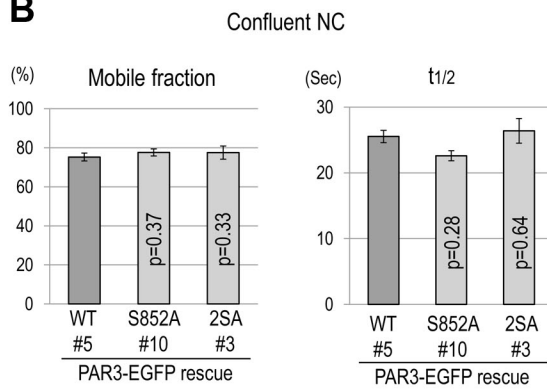 B
Confluent NC
(%)
Mobile fraction
100
80
60
40
20
0
p=0.37
p=0.33
WT
S852A
2SA
#5
#10
#3
PAR3-EGFP rescue
(Sec)
t1/2
30
20
10
0
p=0.28
p=0.64
WT
S852A
2SA
#5
#10
#3
PAR3-EGFP rescue